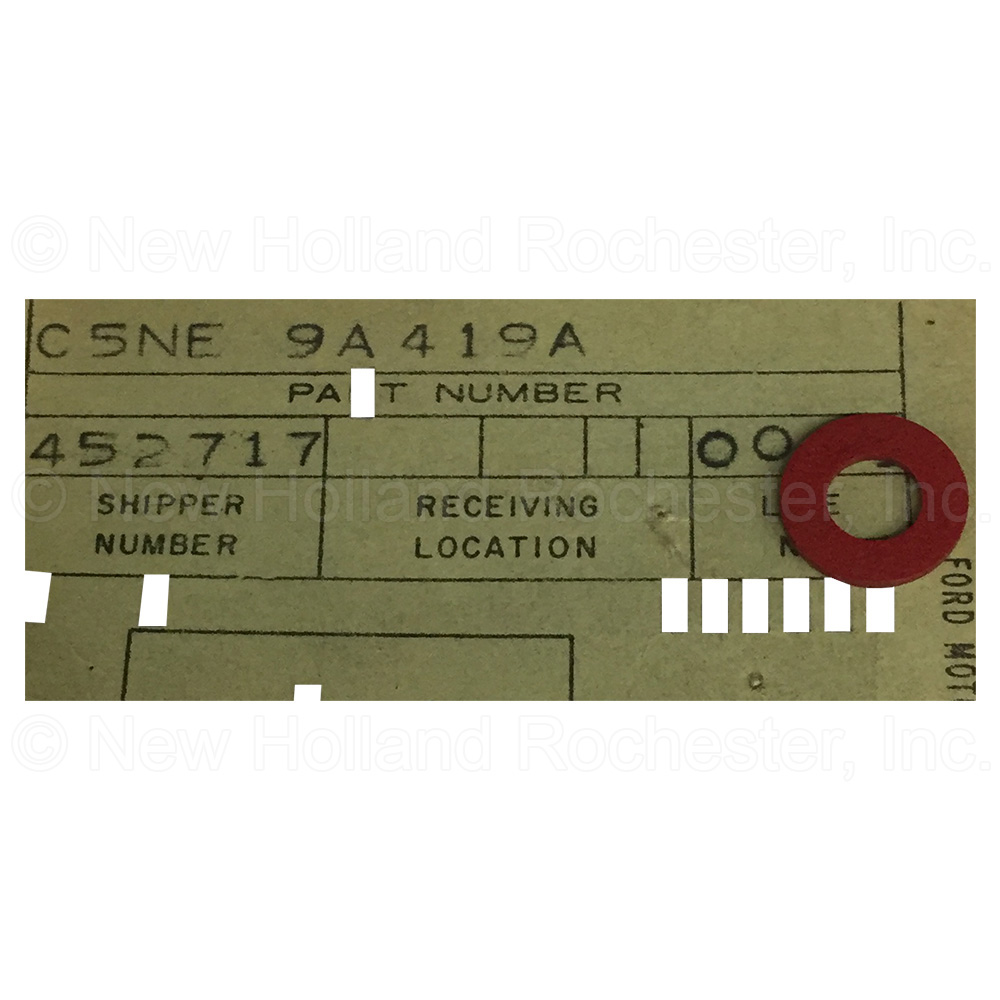 © New Holland Rochester, Inc.
C5NE 9A419A
PA T NUMBER
452717
SHIPPER
NUMBER
RECEIVING
LOCATION
© New Holland Rochester, Inc.
FORD
© New Holland Rochester, Inc.